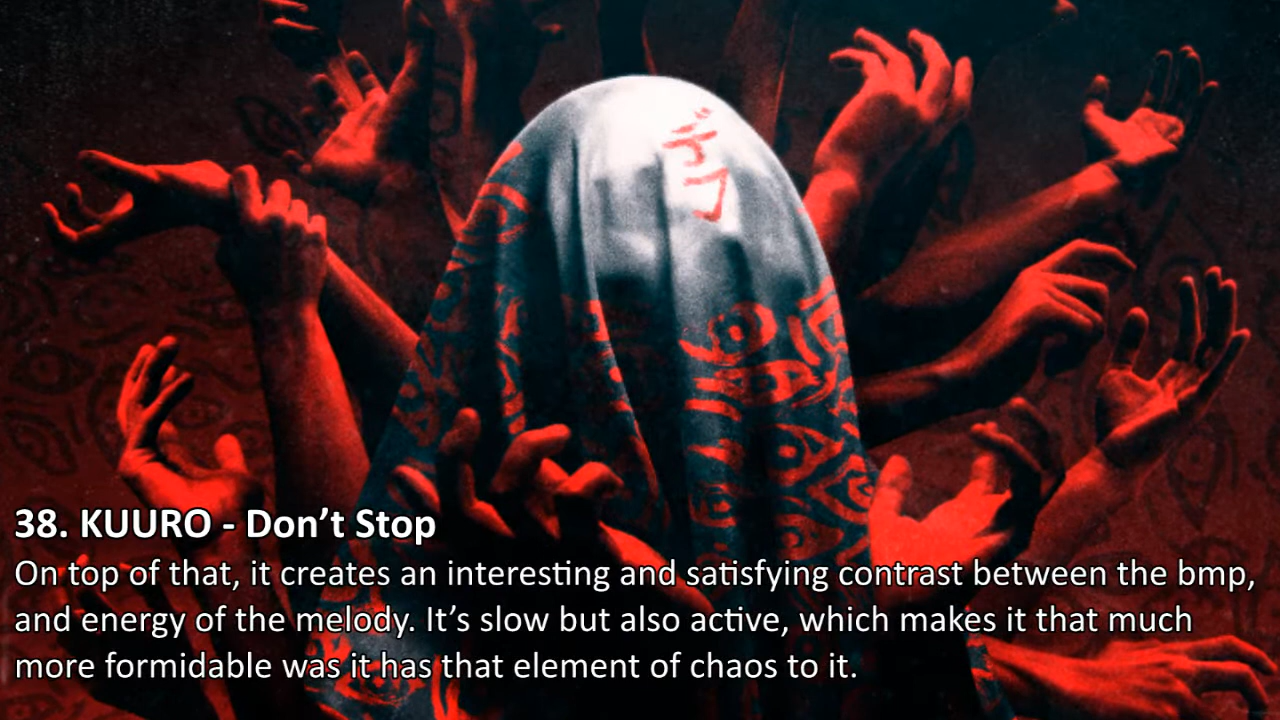 デフ
38. KUURO - Don’t Stop
On top of that, it creates an interesting and satisfying contrast between the bmp,
and energy of the melody. It’s slow but also active, which makes it that much
more formidable was it has that element of chaos to it.